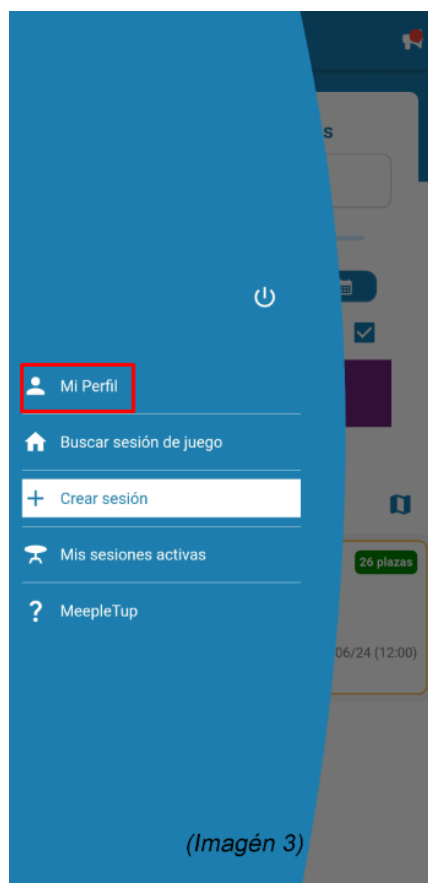 s
Mi Perfil
Buscar sesión de juego
Crear sesión
Mis sesiones activas
26 plazas
MeepleTup
06/24 (12:00)
(Imagén 3)